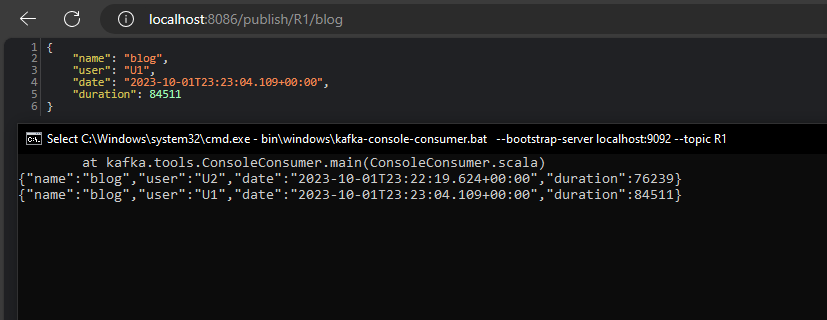 localhost:8086/publish/R1/blog
1 {
2 "name": "blog",
3 "user": "U1",
4 "date": "2023-10-01T23:23:04.109+00:00",
5 "duration": 84511
6 }
C:\. Select C:\Windows\system32\cmd.exe - bin\windows\kafka-console-consumer.bat --bootstrap-server localhost:9092 --topic R1
at kafka.tools.ConsoleConsumer.main(ConsoleConsumer.scala)
{"name":"blog","user":"U2","date":"2023-10-01T23:22:19.624+00:00","duration":76239}
{"name":"blog","user":"U1","date":"2023-10-01T23:23:04.109+00:00","duration":84511}